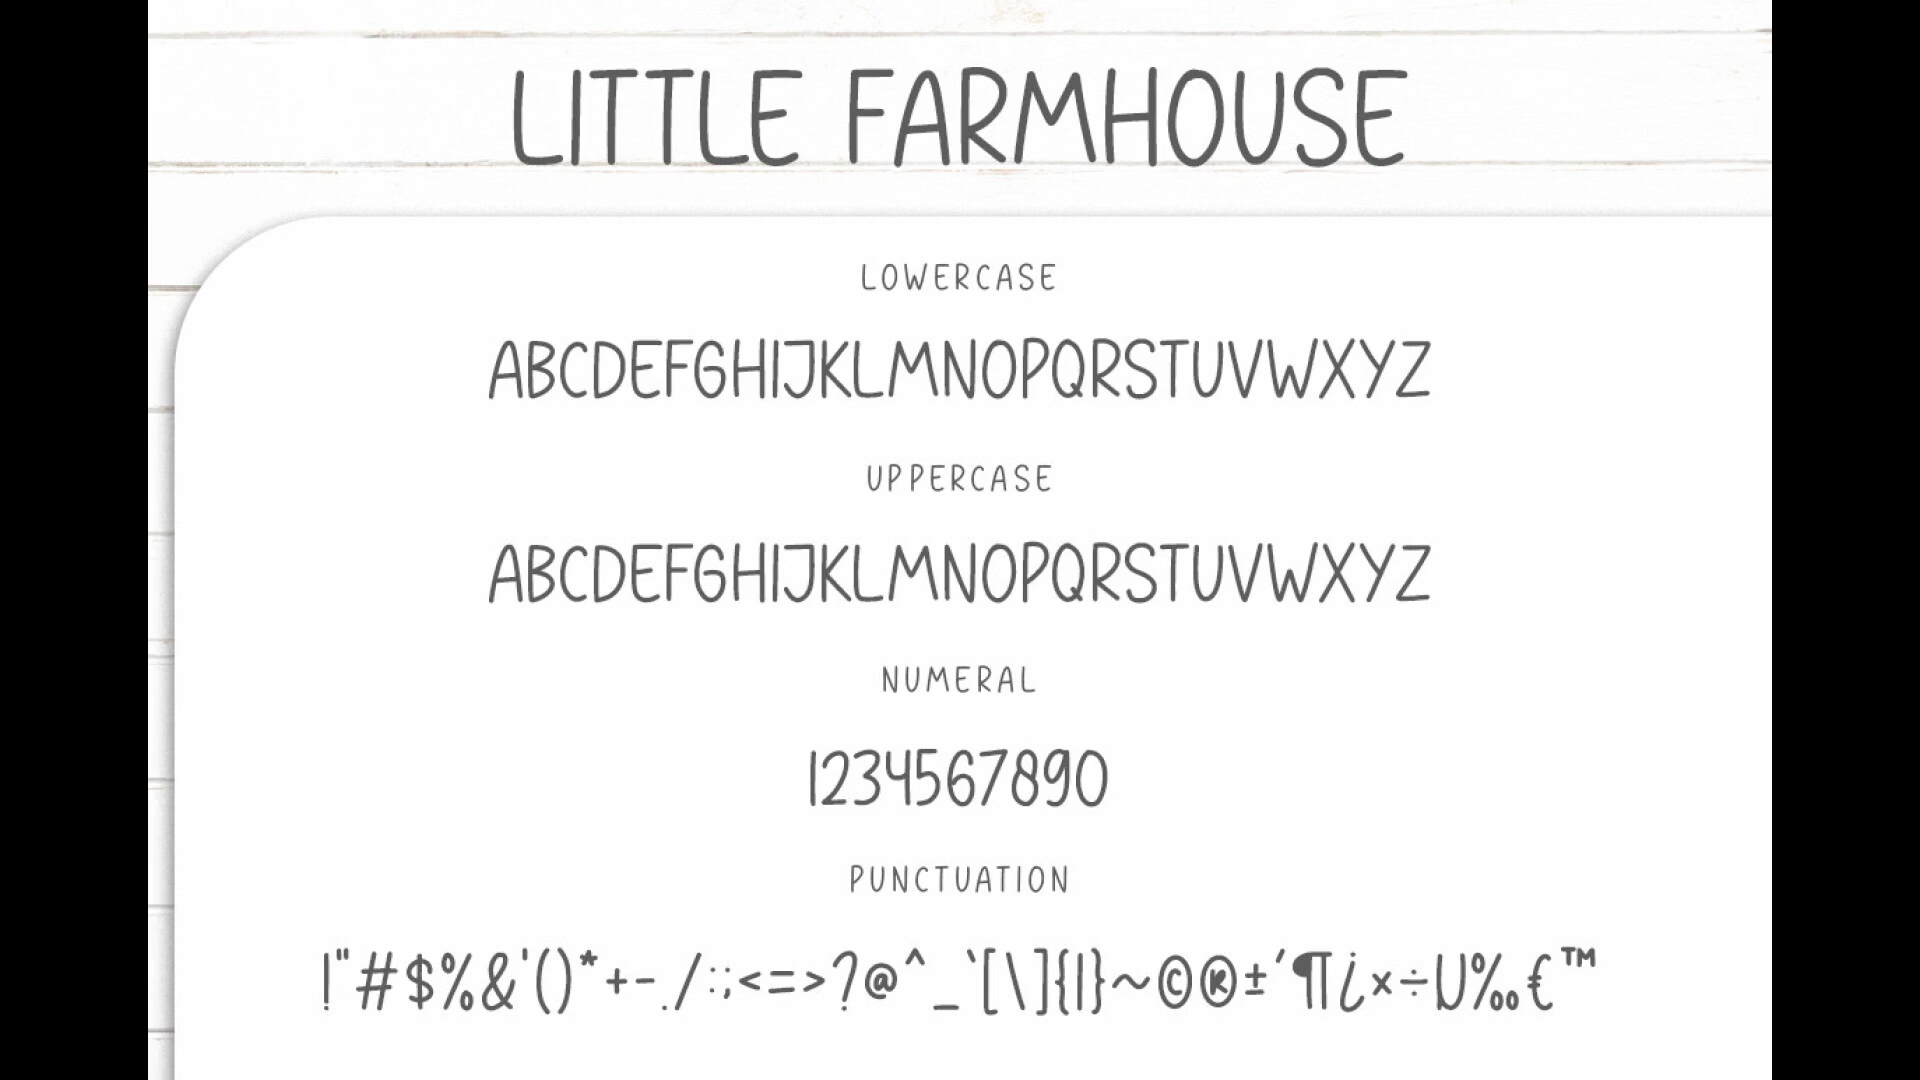 LITTLE FARMHOUSE
LOWERCASE
ABCDEFGHIJKLMNOPQRSTUVWXYZ
UPPERCASE
ABCDEFGHIJKLMNOPQRSTUVWXYZ
NUMERAL
1234567890
PUNCTUATION
!"#$%&'()*+-./:;<=>?@^_`[\]{|}~©®±´¶¿×÷U‰€™